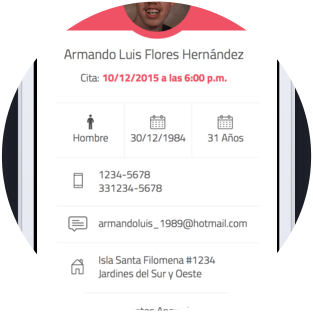 Armando Luis Flores Hernández
Cita: 10/12/2015 a las 6:00 p.m.
Hombre
30/12/1984
31 Años
1234-5678
331234-5678
armandoluis_1989@hotmail.com
Isla Santa Filomena #1234
Jardines del Sur y Oeste